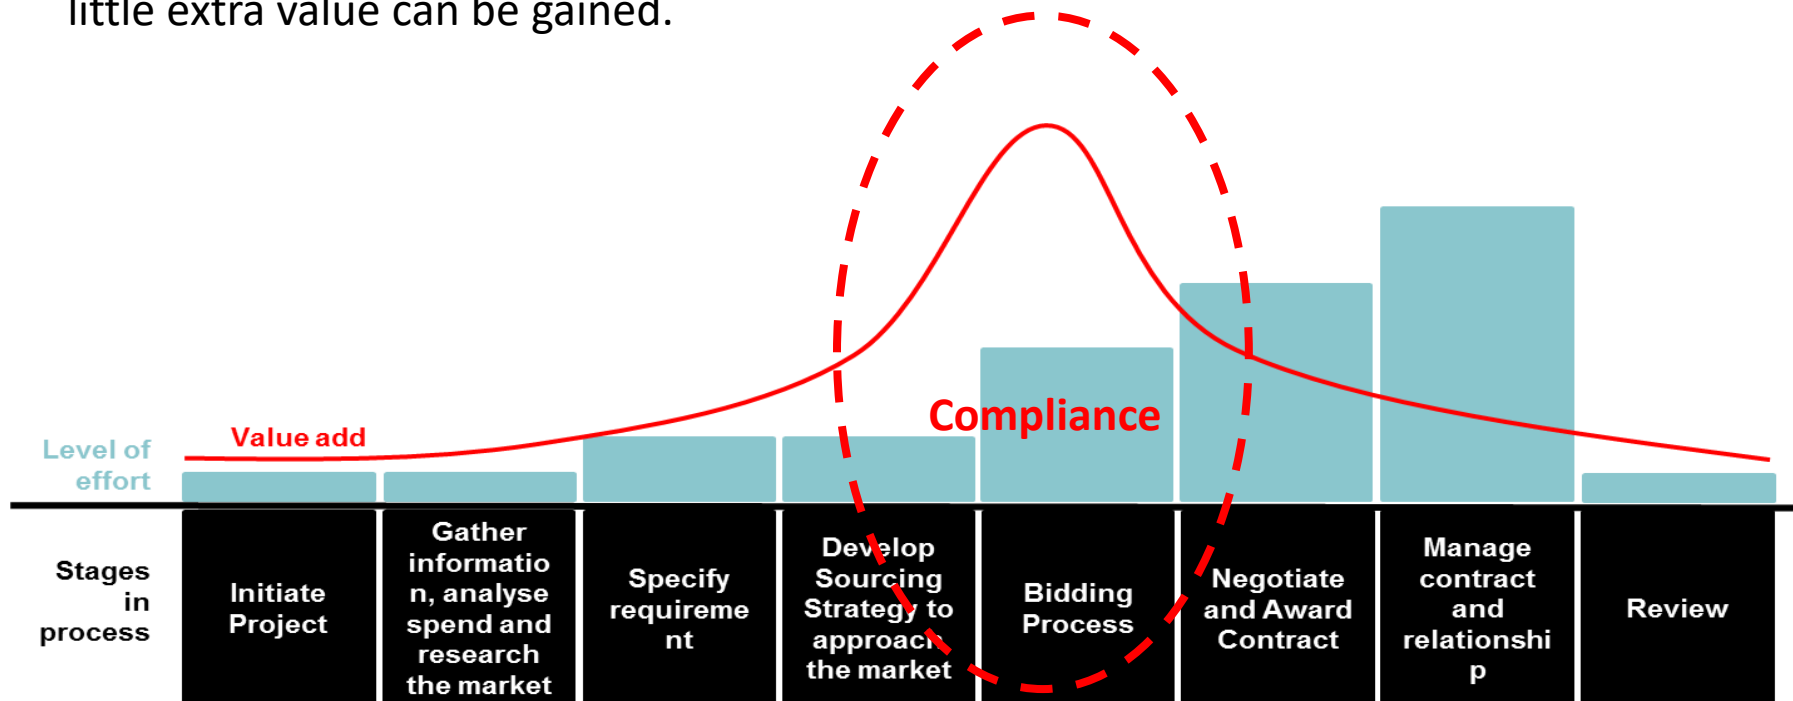 little extra value can be gained.
Value add
Compliance
Level of
effort
Stages
in
process
Initiate
Project
Gather
informatio
n, analyse
spend and
research
the market
Specify
requireme
nt
Develop
Sourcing
Strategy to
approach
the market
Bidding
Process
Negotiate
and Award
Contract
Manage
contract
and
relationshi
p
Review